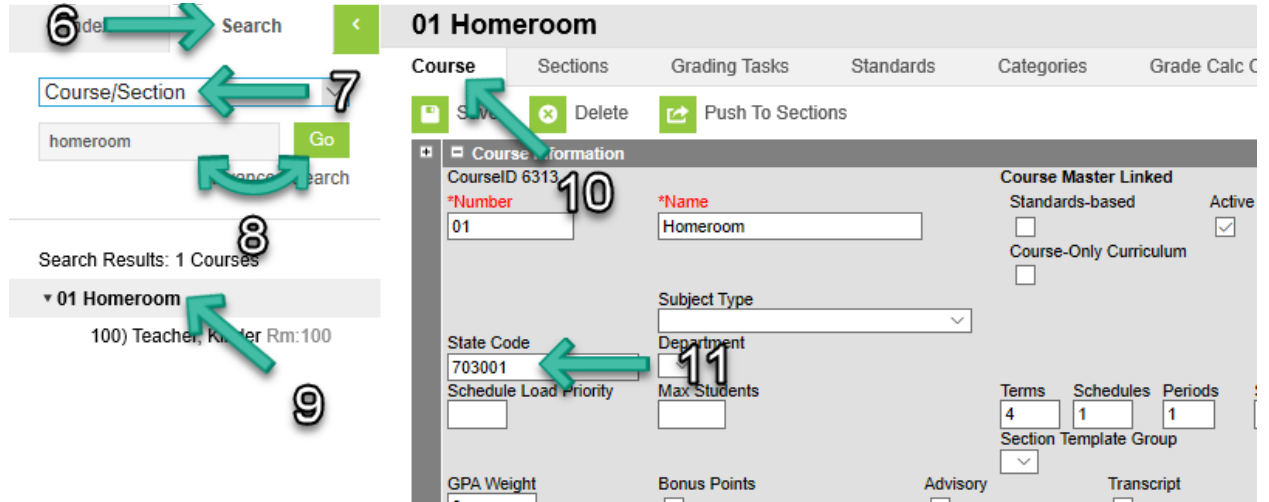 6
Search
01 Homeroom
Course Sections Grading Tasks Standards Categories Grade Calc
7
Course/Section
Delete Push To Sections
homeroom Go
10
8
Course Information
CourseID 6313
Course Master Linked
*Number *Name Standards-based Active
01 Homeroom
Course-Only Curriculum
Search Results: 1 Courses
01 Homeroom
100) Teacher, Rm:100
9
Subject Type
State Code Department
703001
11
Schedule Load Priority Max Students Terms Schedules Periods
4 1 1
Section Template Group
GPA Weight Bonus Points Advisory Transcript